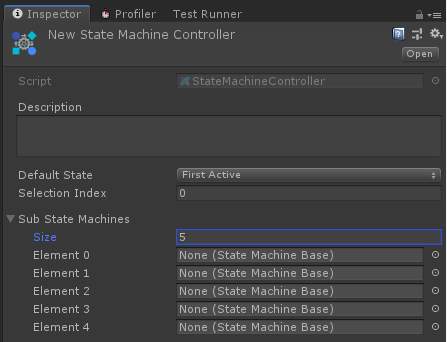 Inspector Profiler Test Runner
New State Machine Controller
Open
Script StateMachineController
Description
Default State First Active
Selection Index 0
Sub State Machines
Size 5
Element 0 None (State Machine Base)
Element 1 None (State Machine Base)
Element 2 None (State Machine Base)
Element 3 None (State Machine Base)
Element 4 None (State Machine Base)